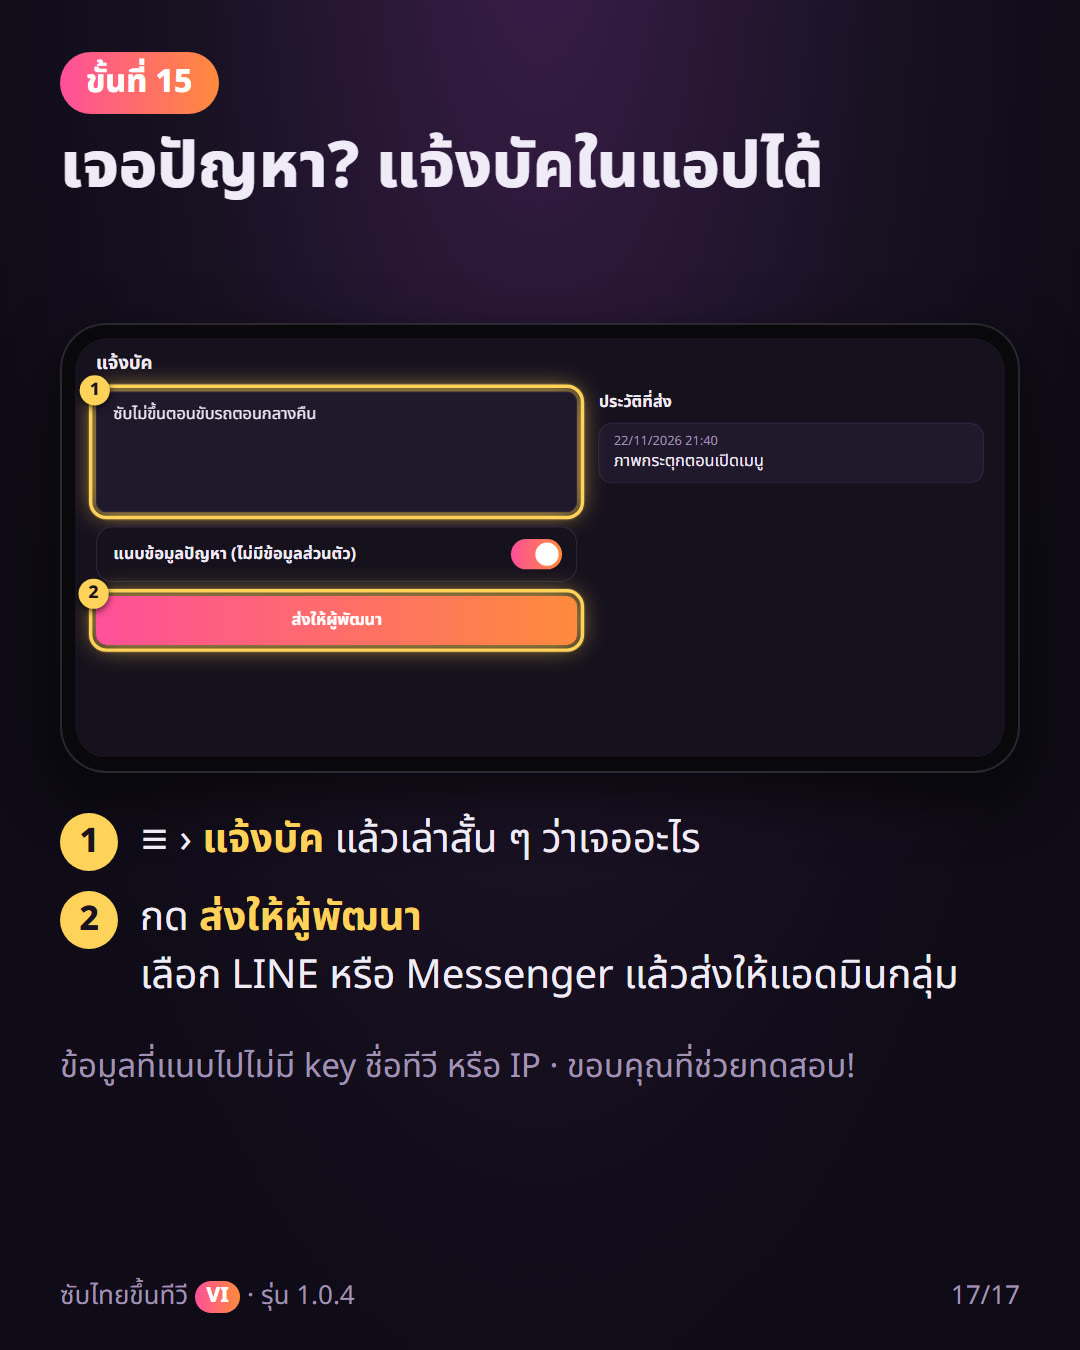 ขั้นที่ 15
เจอปัญหา? แจ้งบัคในแอปได้
แจ้งบัค
1
ซับไม่ขึ้นตอนขับรถตอนกลางคืน
แนบข้อมูลปัญหา (ไม่มีข้อมูลส่วนตัว)
2
ส่งให้ผู้พัฒนา
ประวัติที่ส่ง
22/11/2026 21:40
ภาพกระตุกตอนเปิดเมนู
1 ≡ › แจ้งบัค แล้วเล่าสั้น ๆ ว่าเจออะไร
2 กด ส่งให้ผู้พัฒนา
เลือก LINE หรือ Messenger แล้วส่งให้แอดมินกลุ่ม
ข้อมูลที่แนบไปไม่มี key ชื่อทีวี หรือ IP · ขอบคุณที่ช่วยทดสอบ!
ซับไทยขึ้นทีวี VI · รุ่น 1.0.4
17/17